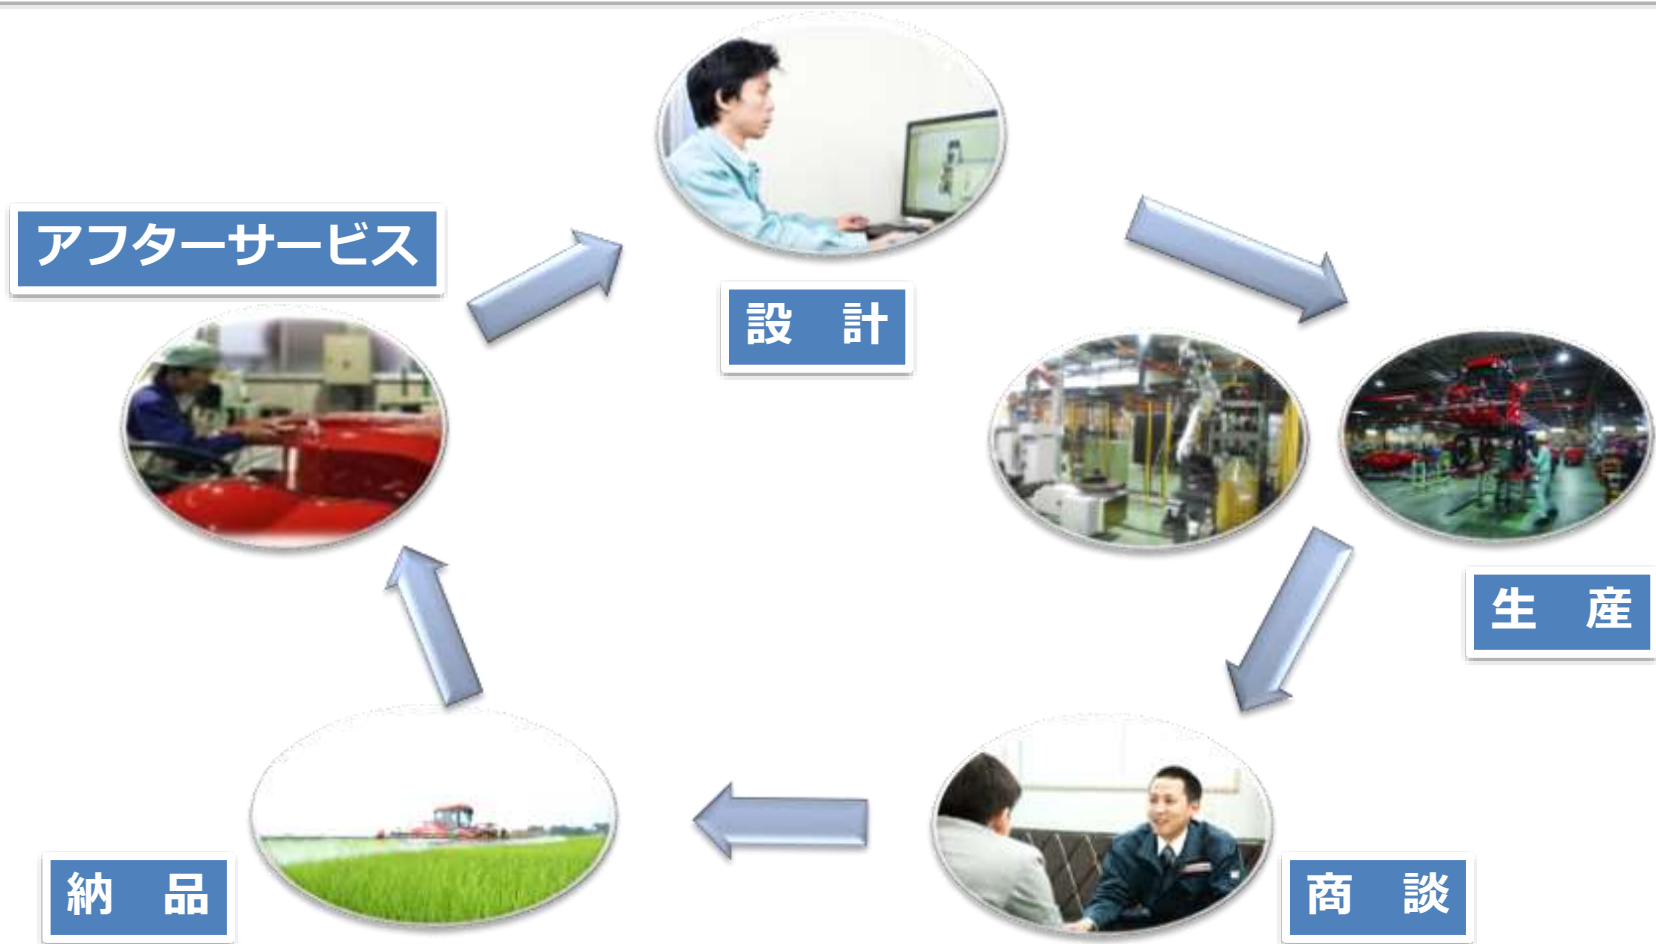 アフターサービス
設　計
生　産
納　品
商　談